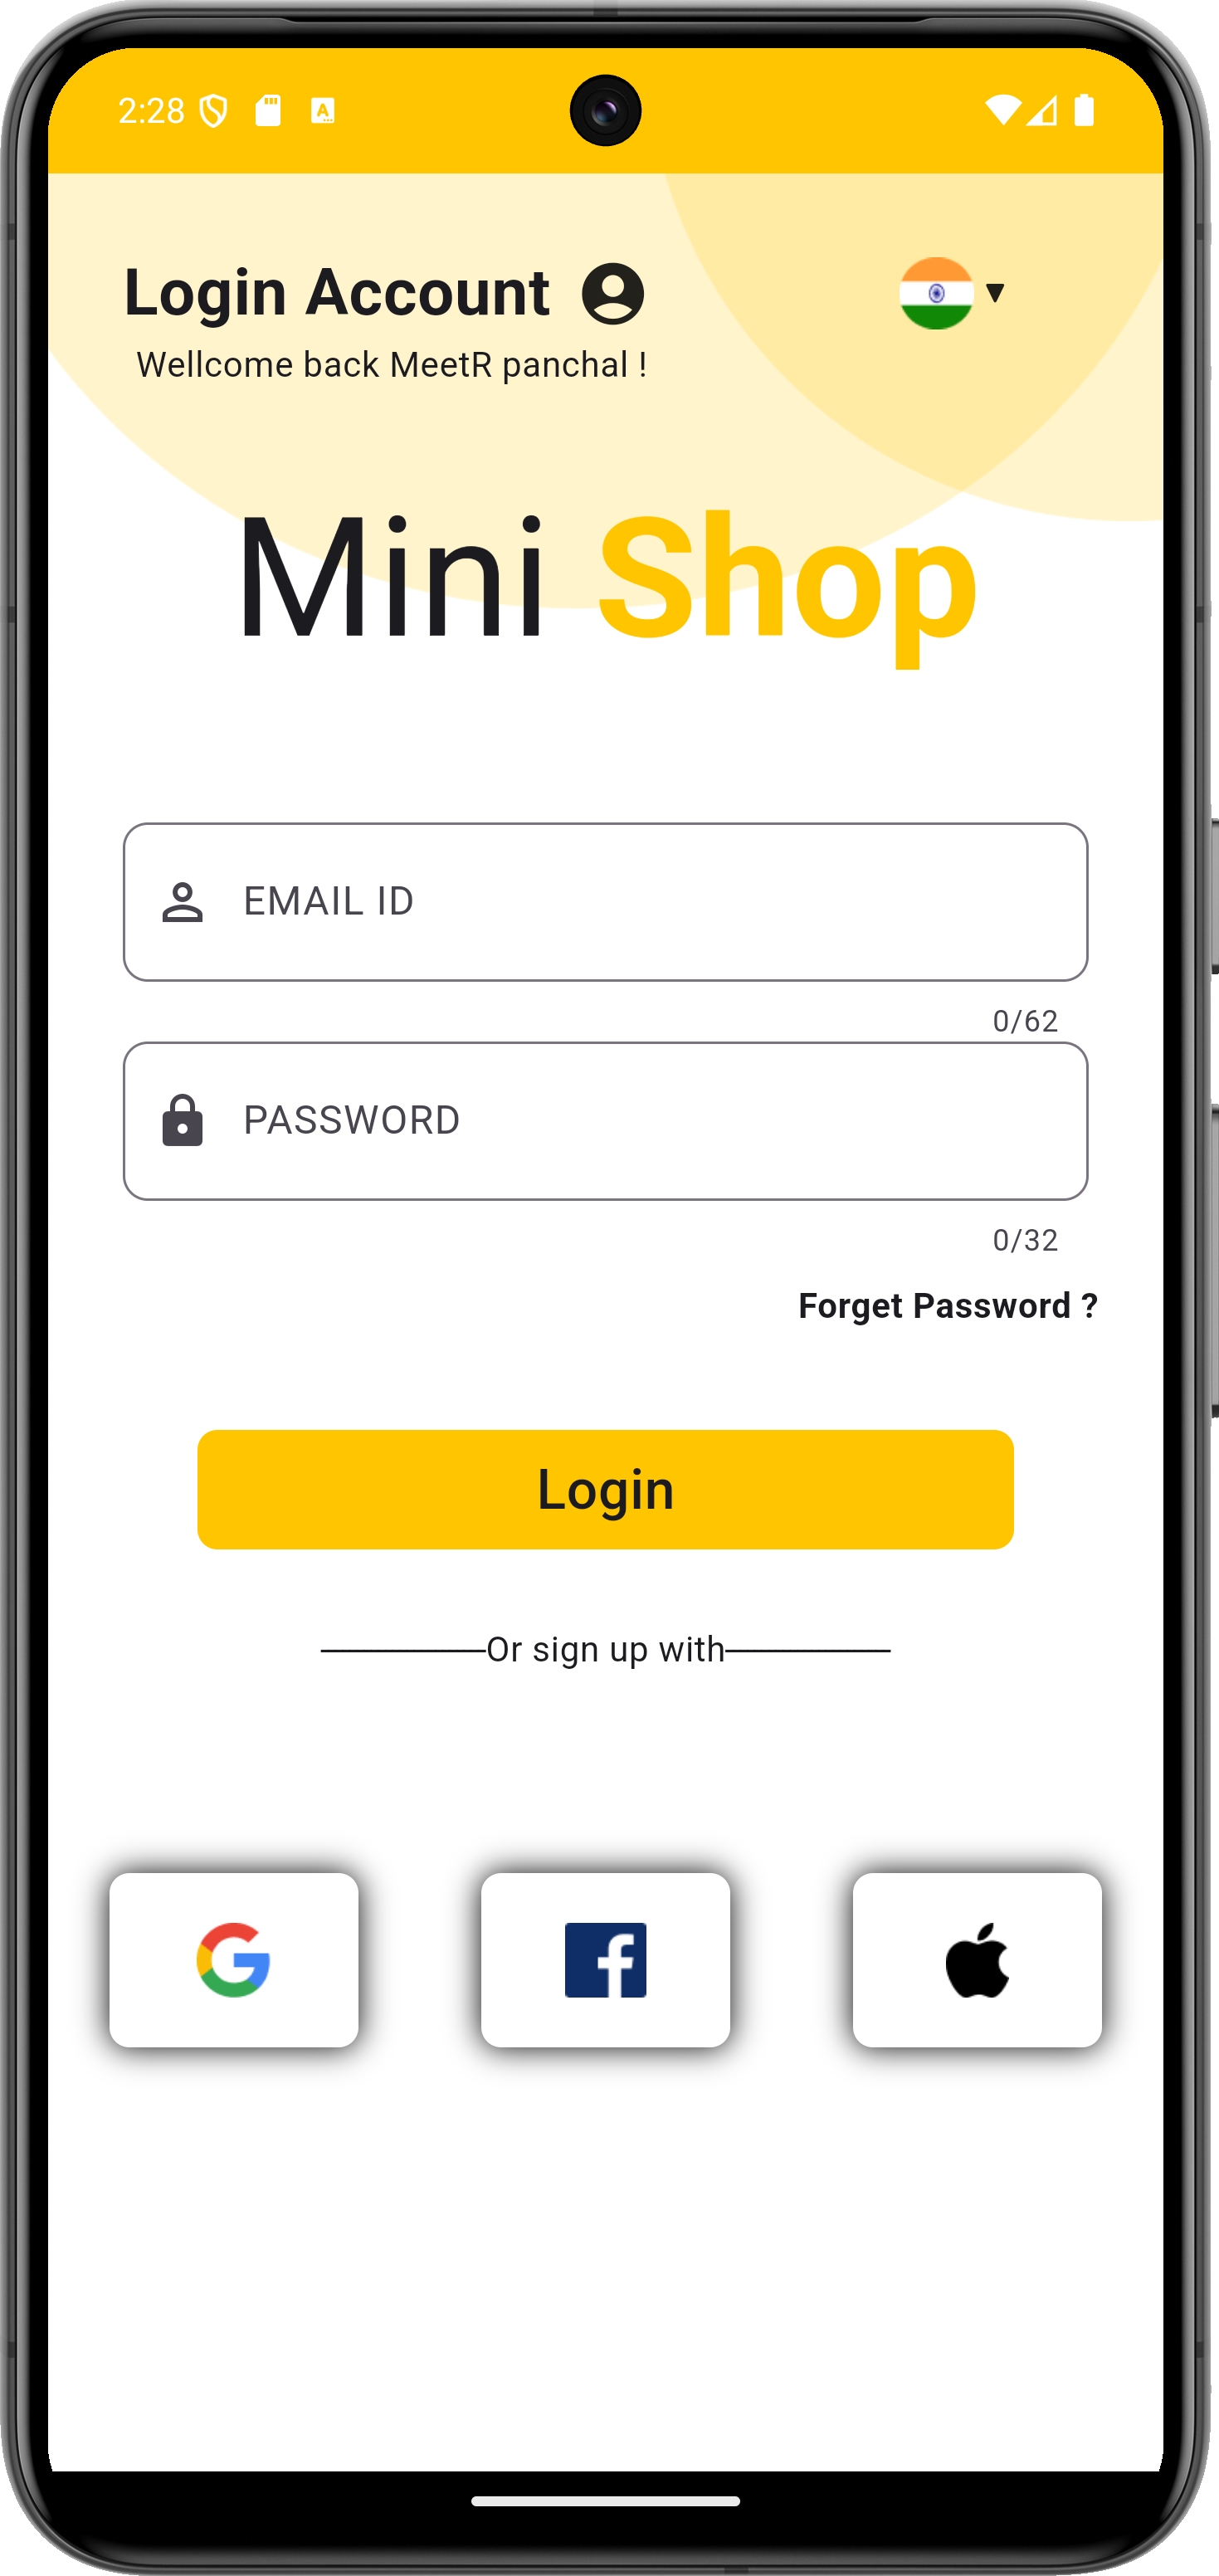 2:28
Login Account
Wellcome back MeetR panchal !
Mini Shop
EMAIL ID
0/62
PASSWORD
0/32
Forget Password ?
Login
Or sign up with